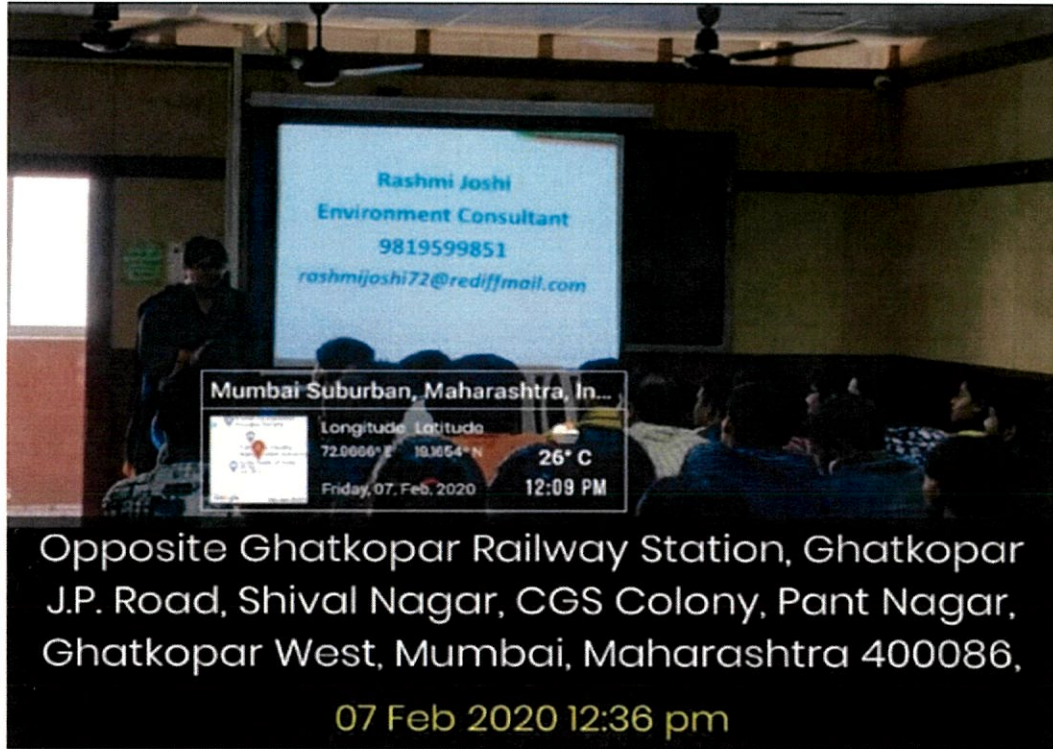 Rashmi Joshi
Environment Consultant
9819599851
rashmijoshi72@rediffmail.com
Mumbai Suburban, Maharashtra, In...
Longitude Latitude
26° C
Friday, 07, Feb, 2020
12:09 PM
Opposite Ghatkopar Railway Station, Ghatkopar
J.P. Road, Shival Nagar, CGS Colony, Pant Nagar,
Ghatkopar West, Mumbai, Maharashtra 400086,
07 Feb 2020 12:36 pm